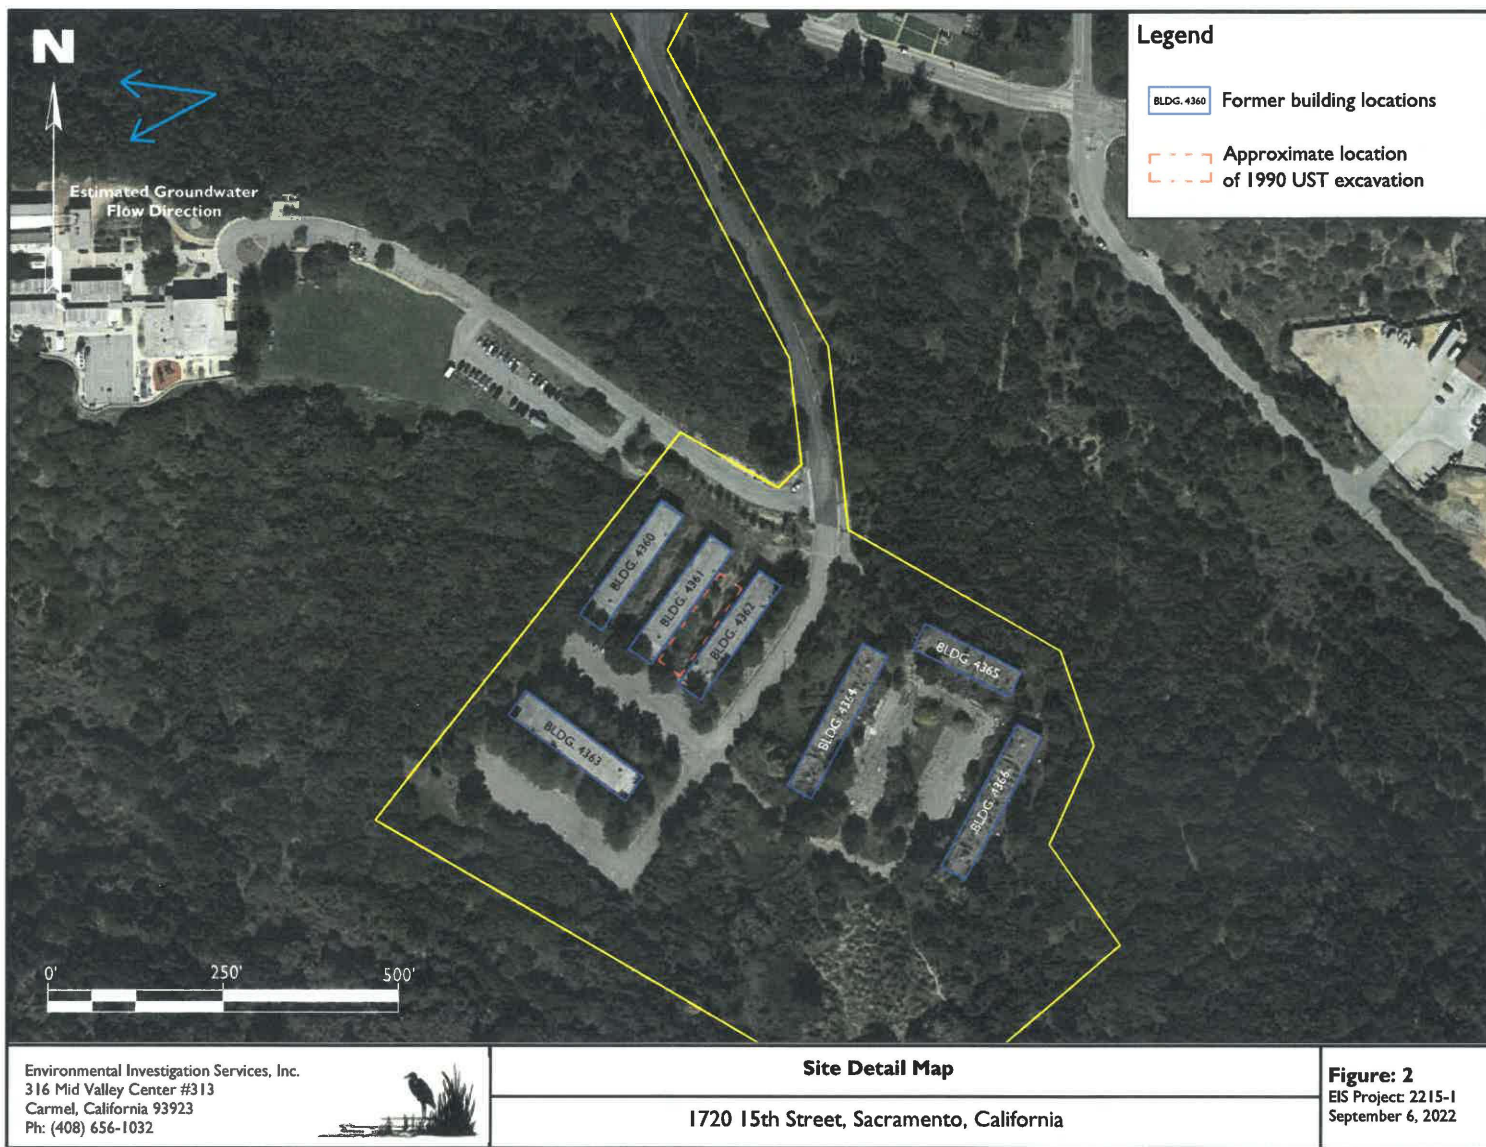 N
Estimated Groundwater
Flow Direction
Legend
BLDG. 4360
Former building locations
Approximate location
of 1990 UST excavation
BLDG. 4360
BLDG. 4361
BLDG. 4362
BLDG. 4363
BLDG. 4364
BLDG. 4365
BLDG. 4366
0'
250'
500'
Environmental Investigation Services, Inc.
316 Mid Valley Center #313
Carmel, California 93923
Ph: (408) 656-1032
Site Detail Map
1720 15th Street, Sacramento, California
Figure: 2
EIS Project: 2215-1
September 6, 2022